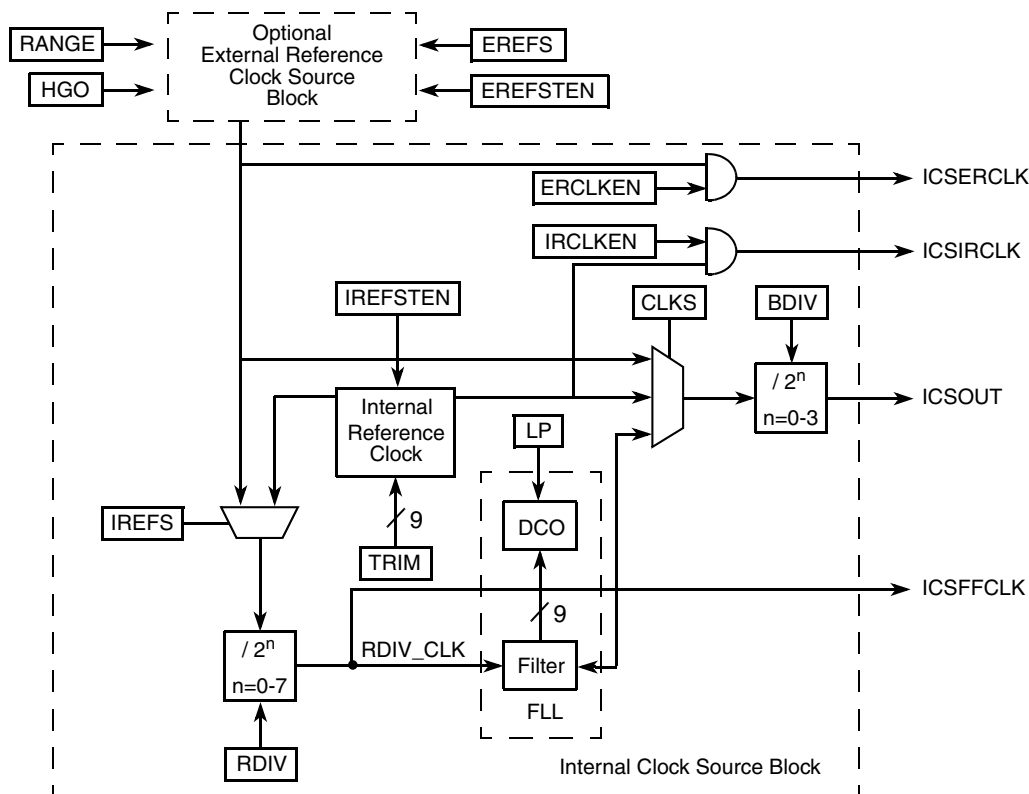 RANGE
HGO
Optional
External Reference
Clock Source
Block
EREFS
EREFSTEN
ERCLKEN
ICSERCLK
IRCLKEN
ICSIRCLK
IREFSTEN
CLKS
BDIV
/ 2ⁿ
n=0-3
ICSOUT
Internal
Reference
Clock
LP
9
TRIM
DCO
IREFS
ICSFFCLK
9
/ 2ⁿ
n=0-7
RDIV_CLK
Filter
FLL
RDIV
Internal Clock Source Block